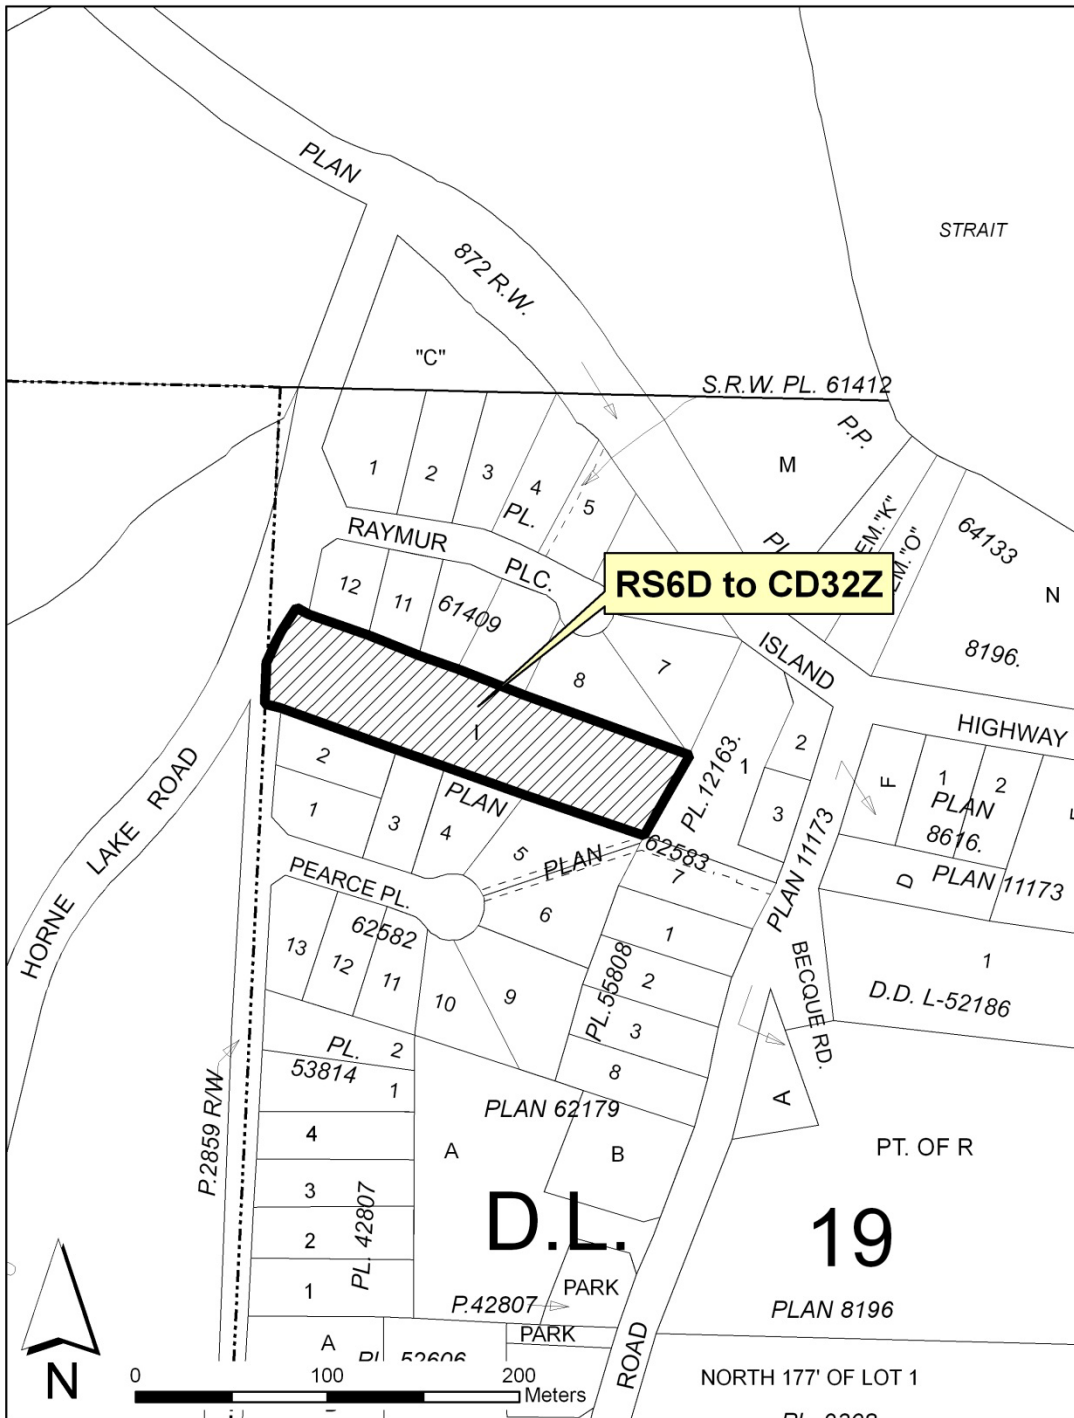 PLAN
STRAIT
872 R.W.
"C"
S.R.W. PL. 61412
P.P.
M
1
2
3
4
5
PL.
EM."K"
EM."O"
64133
N
RAYMUR
PLC.
RS6D to CD32Z
12
11
61409
8
7
ISLAND
8196.
HIGHWAY
I
2
1
3
4
PLAN
5
PLAN
62583
6
7
PL. 12163.
1
2
3
PLAN 11173
F
1
2
PLAN
8616.
D
PLAN 11173
HORNE LAKE ROAD
PEARCE PL.
62582
13
12
11
10
9
1
2
3
8
PL. 55808
BECQUE RD.
1
D.D. L-52186
PL.
53814
2
1
4
3
2
1
PL. 42807
P.2859 R/W
PLAN 62179
A
B
A
PT. OF R
D.L.
19
PARK
P.42807
PARK
PLAN 8196
A
ROAD
NORTH 177' OF LOT 1
N
0
100
200
Meters